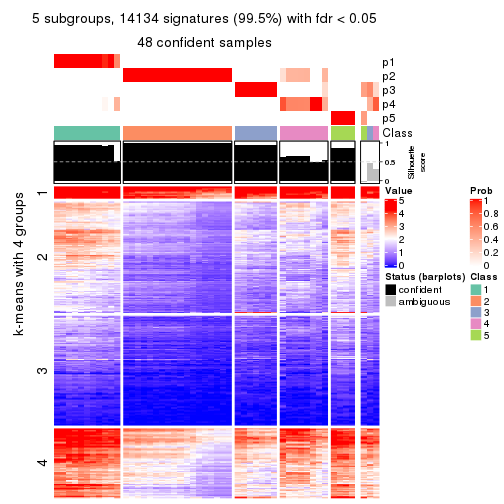 5 subgroups, 14134 signatures (99.5%) with fdr < 0.05
48 confident samples
p1
p2
p3
p4
p5
Class
1
0.5
0
Silhouette
score
k-means with 4 groups
1
2
3
4
Value
5
4
3
2
1
0
Prob
1
0.8
0.6
0.4
0.2
0
Status (barplots)
confident
ambiguous
Class
1
2
3
4
5